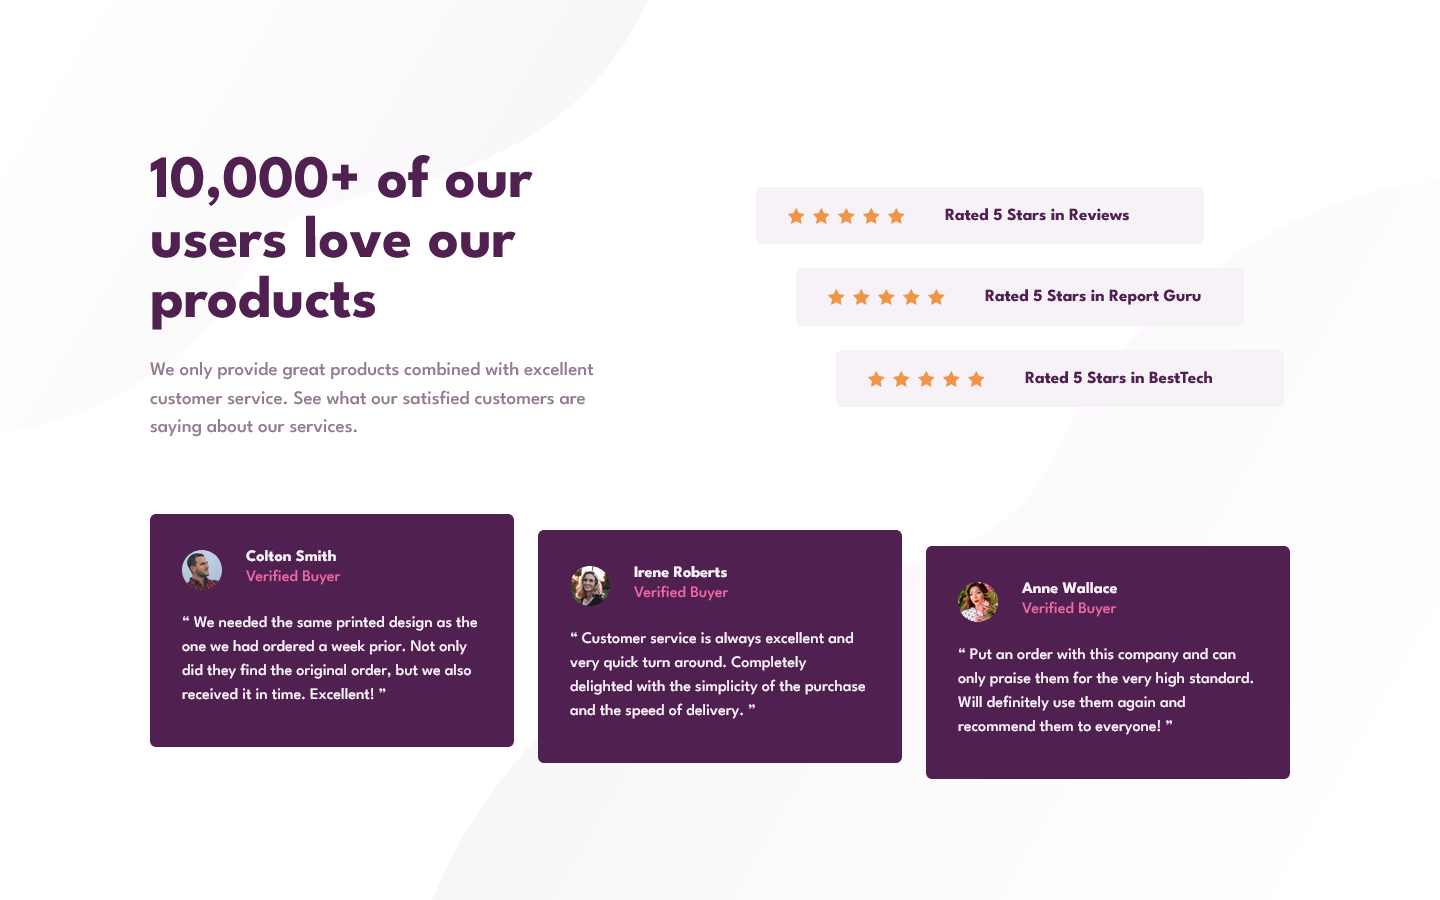 10,000+ of our
users love our
products
We only provide great products combined with excellent
customer service. See what our satisfied customers are
saying about our services.
Rated 5 Stars in Reviews
Rated 5 Stars in Report Guru
Rated 5 Stars in BestTech
Colton Smith
Verified Buyer
“ We needed the same printed design as the
one we had ordered a week prior. Not only
did they find the original order, but we also
received it in time. Excellent! ”
Irene Roberts
Verified Buyer
“ Customer service is always excellent and
very quick turn around. Completely
delighted with the simplicity of the purchase
and the speed of delivery. ”
Anne Wallace
Verified Buyer
“ Put an order with this company and can
only praise them for the very high standard.
Will definitely use them again and
recommend them to everyone! ”